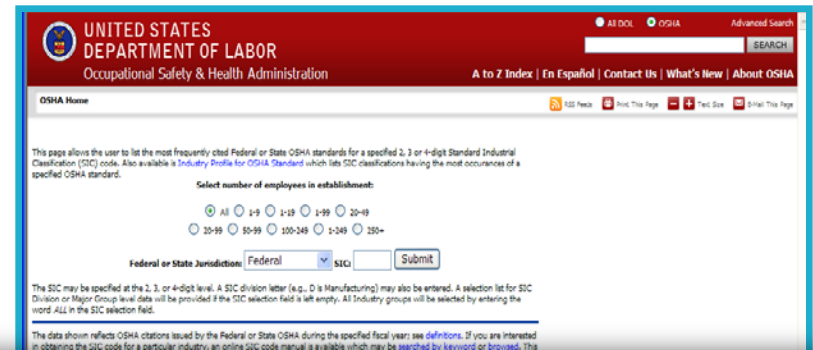 UNITED STATES
DEPARTMENT OF LABOR
Occupational Safety & Health Administration
All DOL OSHA Advanced Search
SEARCH
A to Z Index | En Español | Contact Us | What's New | About OSHA
OSHA Home
RSS Feeds Print This Page Text Size E-Mail This Page
This page allows the user to list the most frequently cited Federal or State OSHA standards for a specified 2, 3 or 4-digit Standard Industrial
Classification (SIC) code. Also available is Industry Profile for OSHA Standard which lists SIC classifications having the most occurances of a
specified OSHA standard.
Select number of employees in establishment:
All 1-9 1-19 1-99 20-49
20-99 50-99 100-249 1-249 250+
Federal or State Jurisdiction: Federal SIC: Submit
The SIC may be specified at the 2, 3, or 4-digit level. A SIC division letter (e.g., D is Manufacturing) may also be entered. A selection list for SIC
Division or Major Group level data will be provided if the SIC selection field is left empty. All Industry groups will be selected by entering the
word ALL in the SIC selection field.
The data shown reflects OSHA citations issued by the Federal or State OSHA during the specified fiscal year; see definitions. If you are interested
in obtaining the SIC code for a particular industry, an online SIC code manual is available which may be searched by keyword or browsed. This